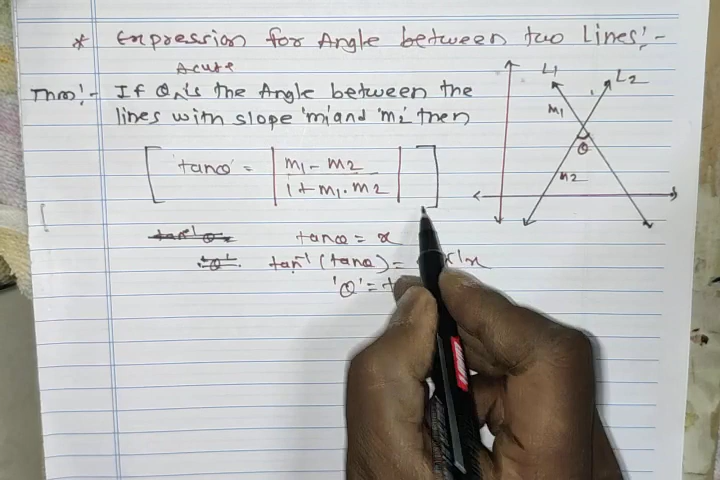 * Expression for Angle between two Lines:-
Acute
Thm:- If θ is the Angle between the
lines with slope 'm1' and 'm2' then
'tanθ' = | m1 - m2 / 1 + m1 . m2 |
tanθ = x
tan⁻¹ (tanθ) =
'θ' = t
L1
L2
m1
θ
m2